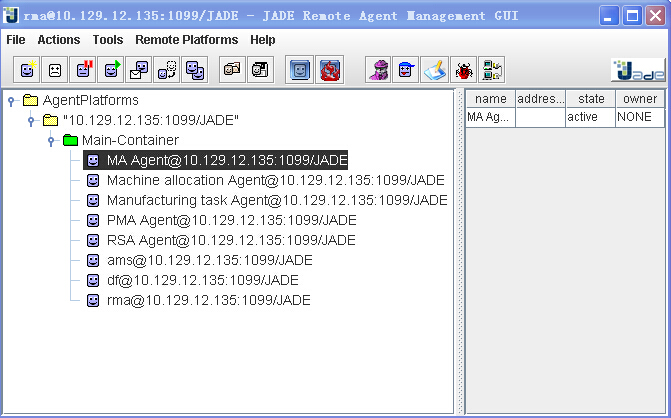 rma@10.129.12.135:1099/JADE - JADE Remote Agent Management GUI
File Actions Tools Remote Platforms Help
Jade
AgentPlatforms
"10.129.12.135:1099/JADE"
Main-Container
MA Agent@10.129.12.135:1099/JADE
Machine allocation Agent@10.129.12.135:1099/JADE
Manufacturing task Agent@10.129.12.135:1099/JADE
PMA Agent@10.129.12.135:1099/JADE
RSA Agent@10.129.12.135:1099/JADE
ams@10.129.12.135:1099/JADE
df@10.129.12.135:1099/JADE
rma@10.129.12.135:1099/JADE
name addres... state owner
MA Ag... active NONE